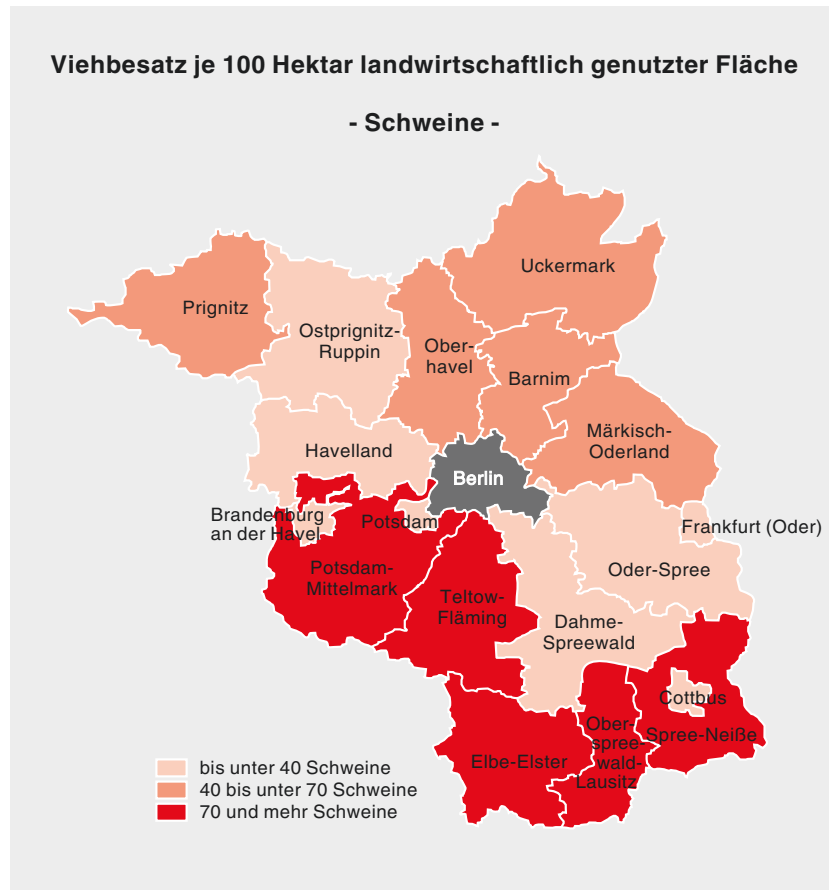 Viehbesatz je 100 Hektar landwirtschaftlich genutzter Fläche
- Schweine -
Uckermark
Prignitz
Ostprignitz-
Ruppin
Ober-
havel
Barnim
Märkisch-
Oderland
Havelland
Berlin
Brandenburg
an der Havel
Potsdam
Frankfurt (Oder)
Potsdam-
Mittelmark
Teltow-
Fläming
Oder-Spree
Dahme-
Spreewald
Cottbus
Spree-Neiße
Elbe-Elster
Ober-
spree-
wald-
Lausitz
bis unter 40 Schweine
40 bis unter 70 Schweine
70 und mehr Schweine